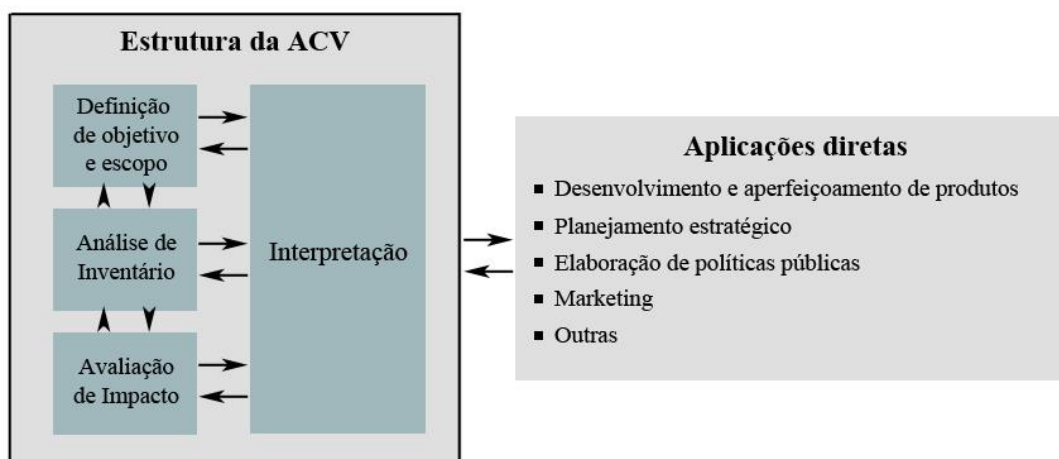 Estrutura da ACV
Definição
de objetivo
e escopo
Análise de
Inventário
Avaliação
de Impacto
Interpretação
Aplicações diretas
▪ Desenvolvimento e aperfeiçoamento de produtos
▪ Planejamento estratégico
▪ Elaboração de políticas públicas
▪ Marketing
▪ Outras